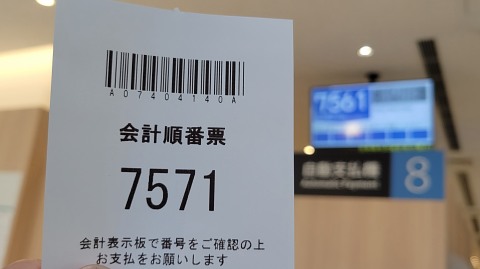 A07404140A
会計順番票
7571
会計表示板で番号をご確認の上
お支払をお願いします
7561
自動支払機
Automatic Payment
8